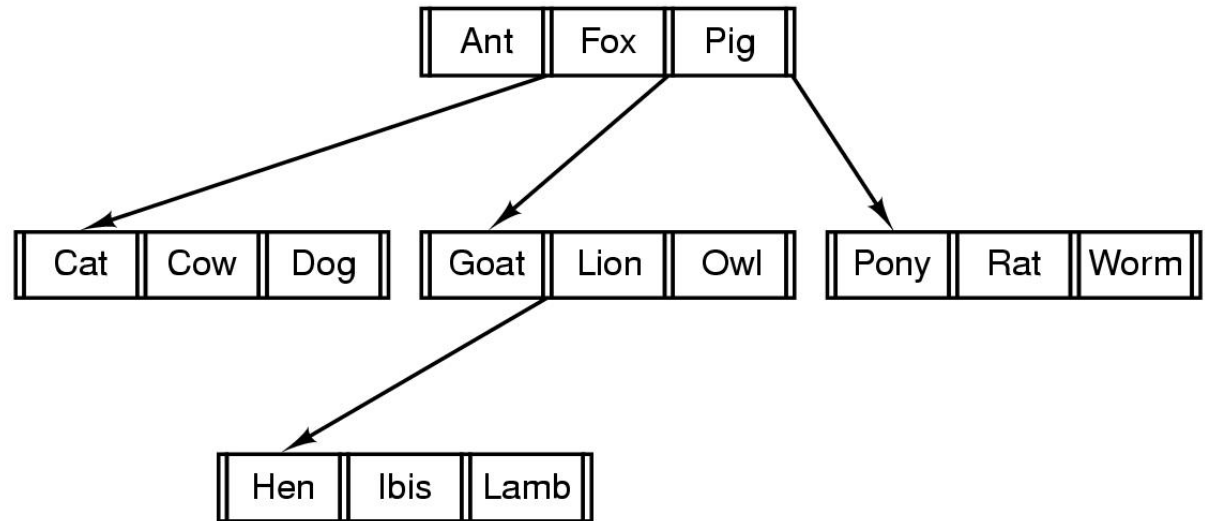 Ant Fox Pig
Cat Cow Dog Goat Lion Owl Pony Rat Worm
Hen Ibis Lamb